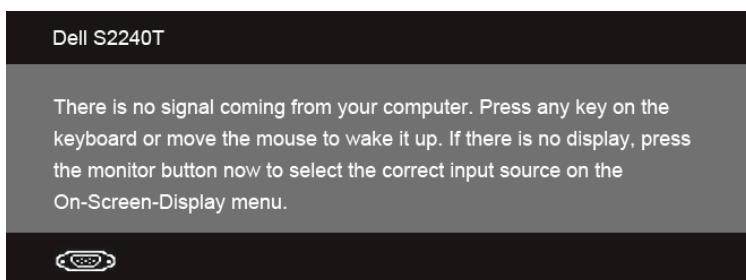 Dell S2240T
There is no signal coming from your computer. Press any key on the
keyboard or move the mouse to wake it up. If there is no display, press
the monitor button now to select the correct input source on the
On-Screen-Display menu.